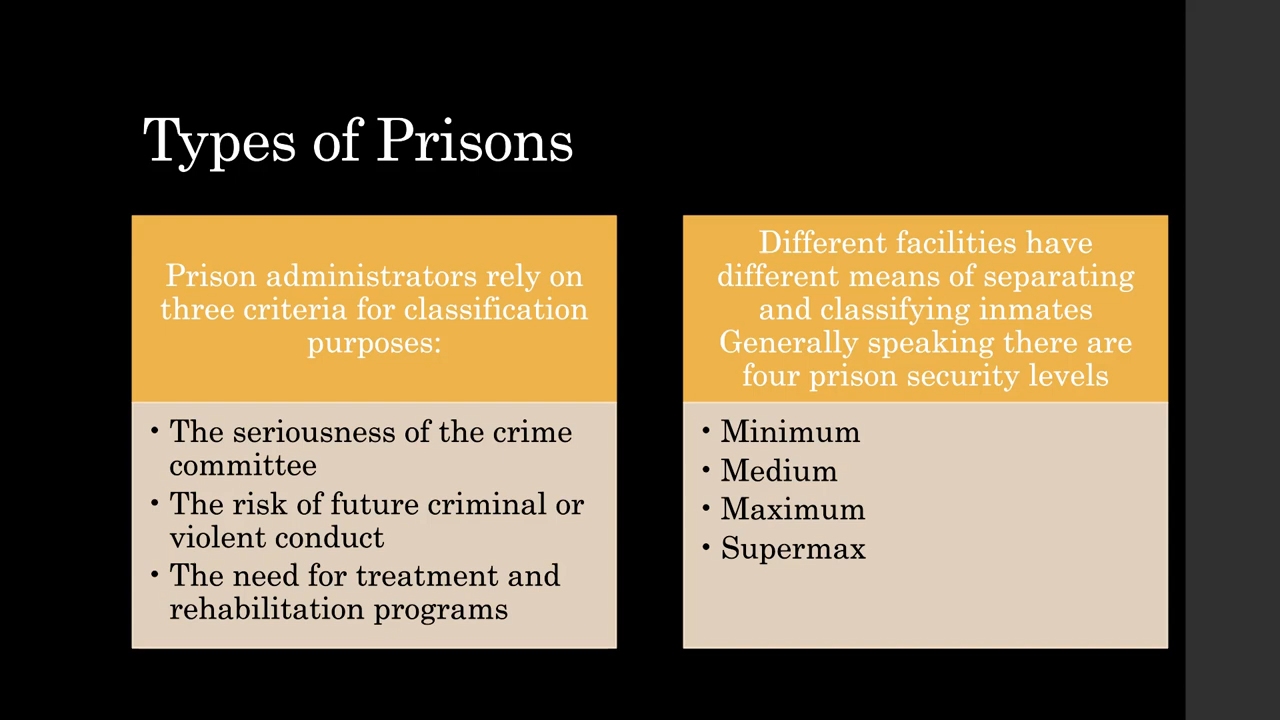 Types of Prisons
Prison administrators rely on
three criteria for classification
purposes:
• The seriousness of the crime
committee
• The risk of future criminal or
violent conduct
• The need for treatment and
rehabilitation programs
Different facilities have
different means of separating
and classifying inmates
Generally speaking there are
four prison security levels
• Minimum
• Medium
• Maximum
• Supermax